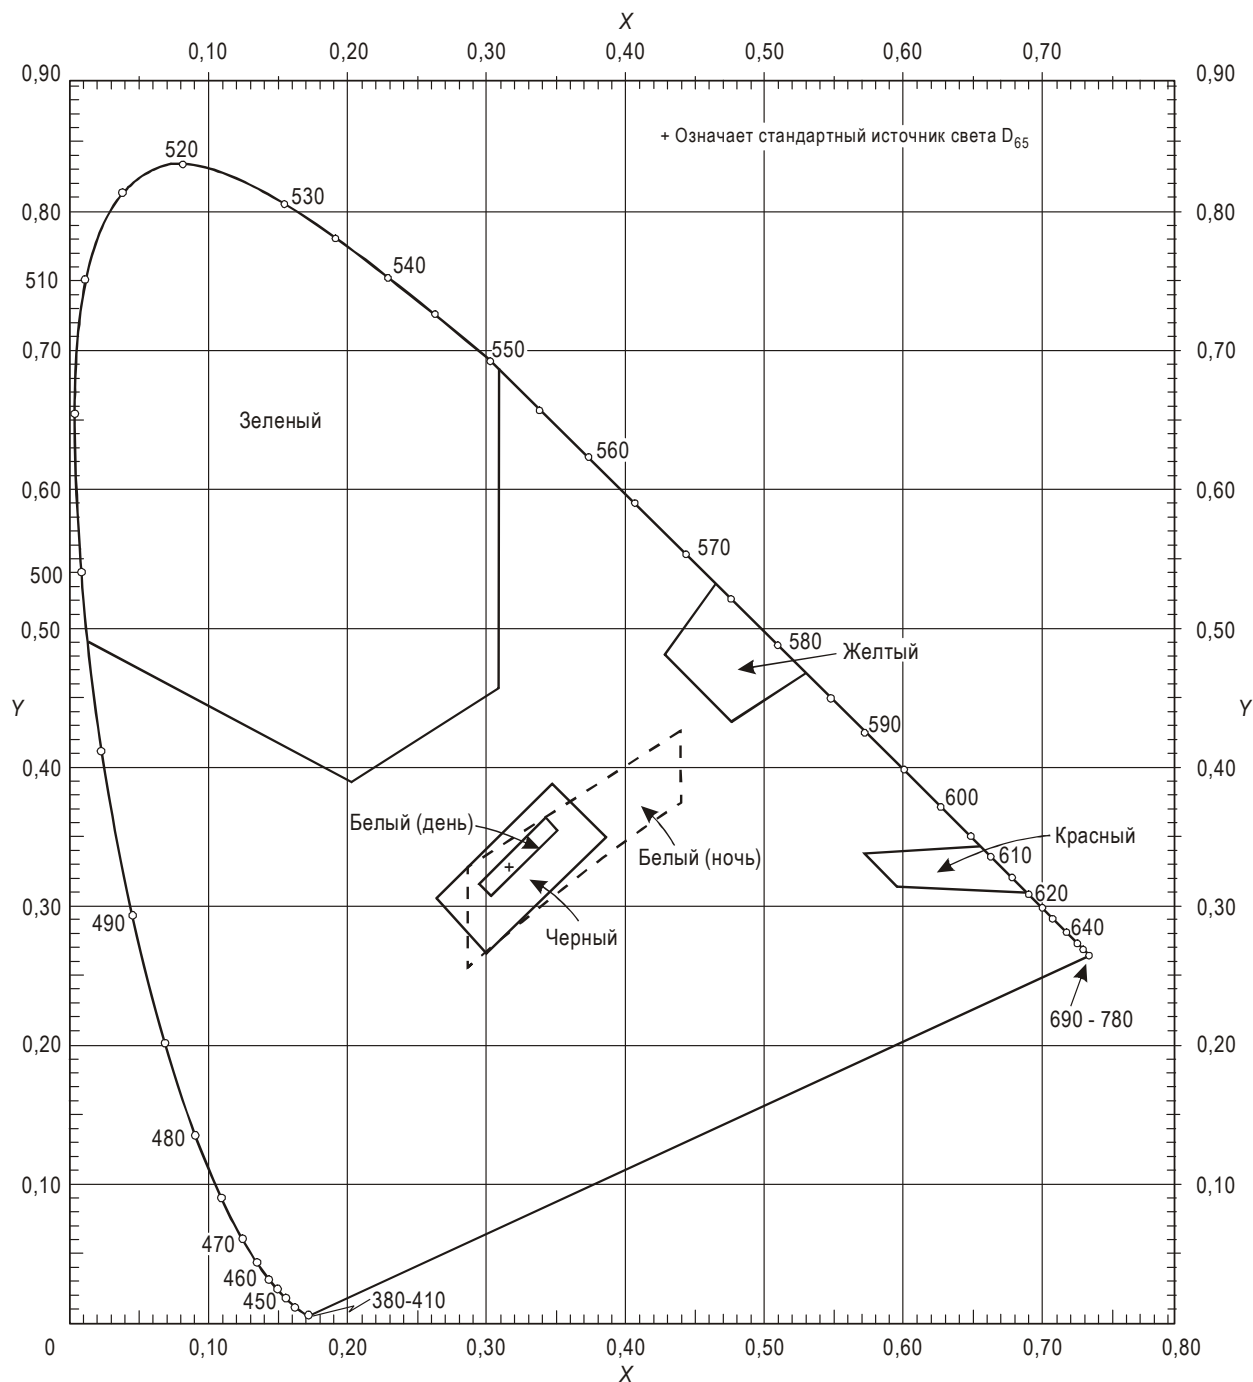 X
0,10 0,20 0,30 0,40 0,50 0,60 0,70
0,90 0,90
+ Означает стандартный источник света D65
520
530
0,80 0,80
540
510
550
0,70 0,70
Зеленый
560
0,60 0,60
570
500
0,50 0,50
580
Желтый
Y Y
590
0,40 0,40
600
Белый (день)
Красный
610
Белый (ночь)
620
0,30 0,30
490
640
Черный
690 - 780
0,20 0,20
480
0,10 0,10
470
460
450
380-410
0 0,10 0,20 0,30 0,40 0,50 0,60 0,70 0,80
X